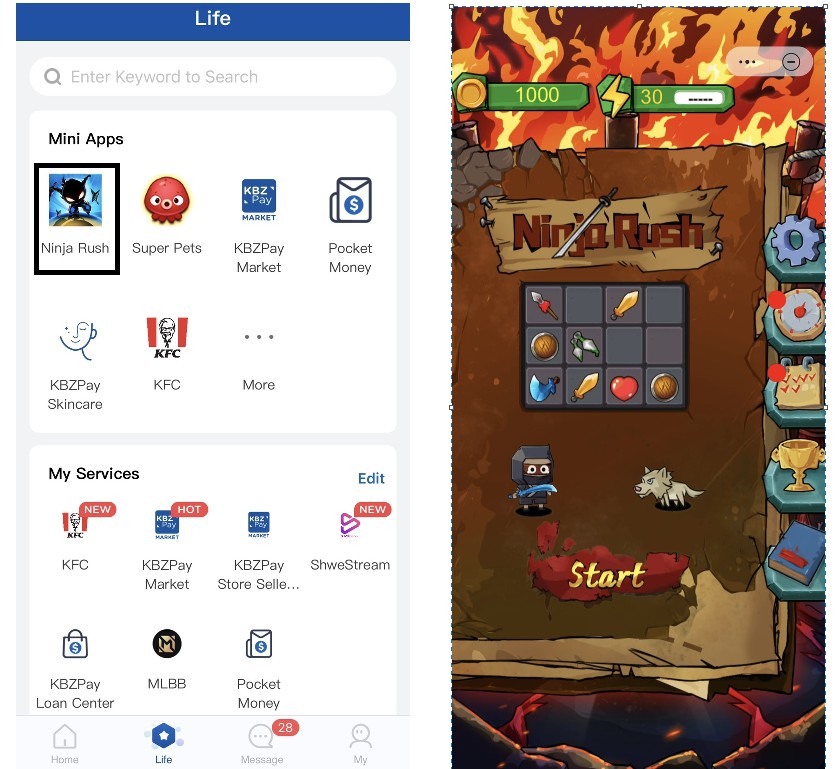 Life
Enter Keyword to Search
Mini Apps
Ninja Rush
Super Pets
KBZ
Pay
MARKET
KBZPay
Market
Pocket
Money
KFC
KBZPay
Skincare
KFC
More
My Services
Edit
NEW
KFC
KFC
HOT
KBZ
Pay
MARKET
KBZPay
Market
KBZ
Pay
MARKET
KBZPay
Store Selle...
NEW
ShweStream
KBZPay
Loan Center
MLBB
Pocket
Money
Home
Life
28
Message
My
1000
30
Ninja Rush
Start